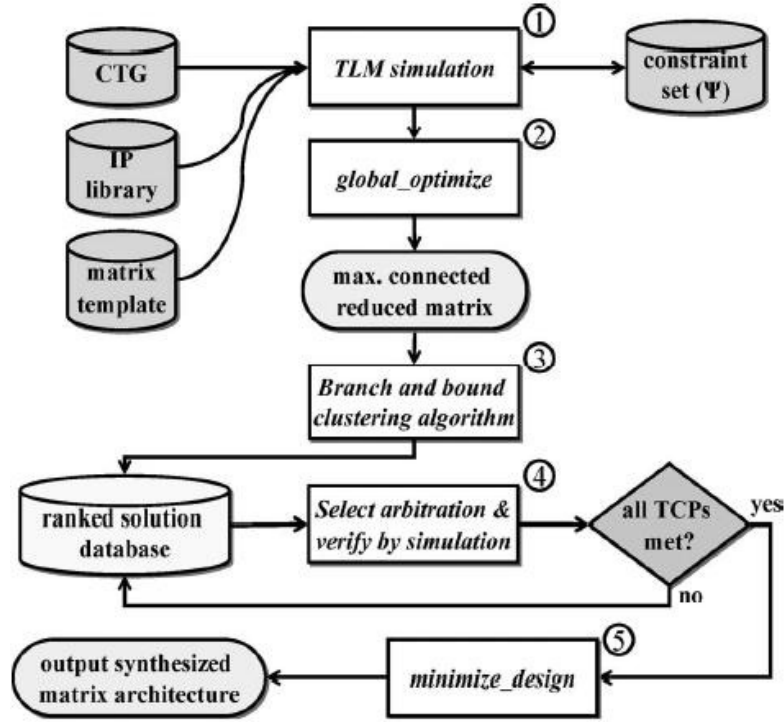 ①
CTG
TLM simulation
constraint
set (Ψ)
②
IP
library
global_optimize
matrix
template
max. connected
reduced matrix
③
Branch and bound
clustering algorithm
④
ranked solution
database
Select arbitration &
verify by simulation
all TCPs
met?
yes
no
⑤
output synthesized
matrix architecture
minimize_design